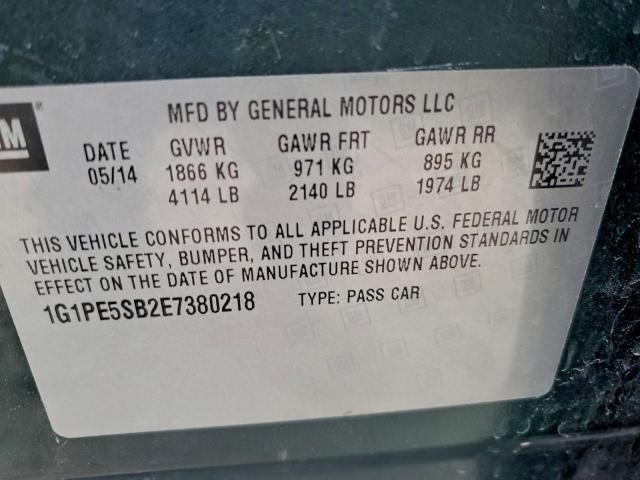 GM
®
MFD BY GENERAL MOTORS LLC
DATE GVWR GAWR FRT GAWR RR
05/14 1866 KG 971 KG 895 KG
4114 LB 2140 LB 1974 LB
THIS VEHICLE CONFORMS TO ALL APPLICABLE U.S. FEDERAL MOTOR
VEHICLE SAFETY, BUMPER, AND THEFT PREVENTION STANDARDS IN
EFFECT ON THE DATE OF MANUFACTURE SHOWN ABOVE.
1G1PE5SB2E7380218 TYPE: PASS CAR